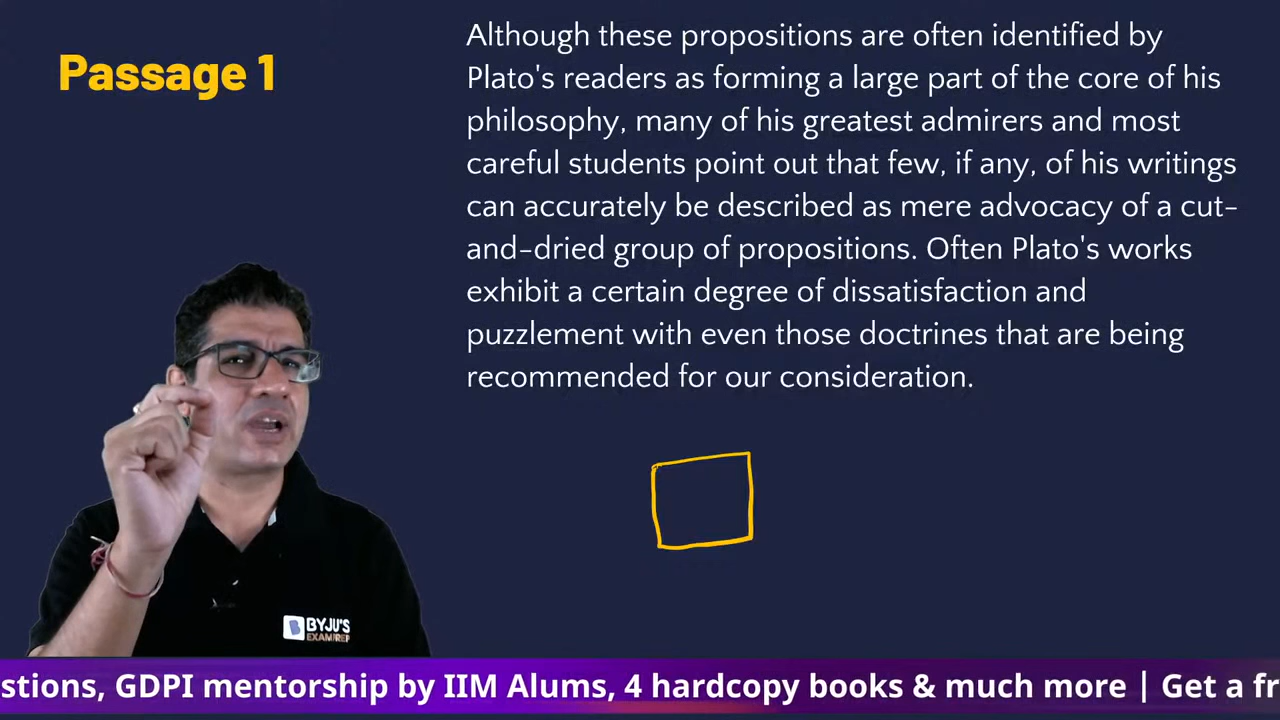 Passage 1
Although these propositions are often identified by
Plato's readers as forming a large part of the core of his
philosophy, many of his greatest admirers and most
careful students point out that few, if any, of his writings
can accurately be described as mere advocacy of a cut-
and-dried group of propositions. Often Plato's works
exhibit a certain degree of dissatisfaction and
puzzlement with even those doctrines that are being
recommended for our consideration.
BYJU'S
EXAM PREP
stions, GDPI mentorship by IIM Alums, 4 hardcopy books & much more | Get a fr